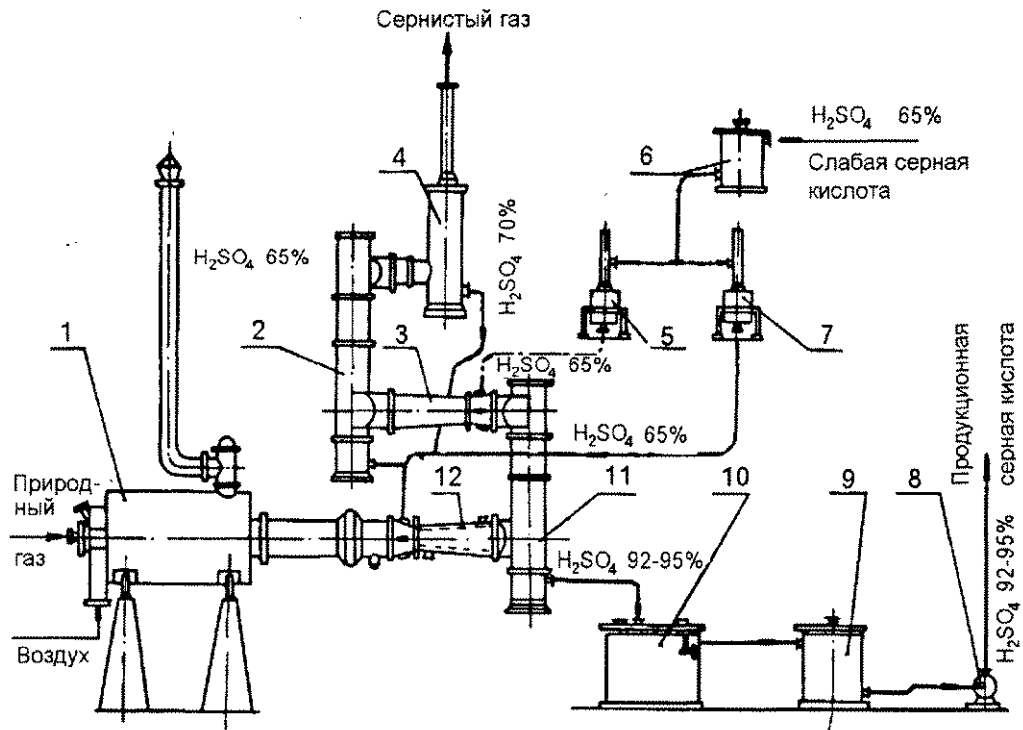 Сернистый газ
H₂SO₄ 65%
Слабая серная
кислота
4
6
H₂SO₄ 70%
H₂SO₄ 65%
1
2
3
5
7
H₂SO₄ 65%
H₂SO₄ 65%
Продукционная
серная кислота
H₂SO₄ 92-95%
Природ-
ный
газ
Воздух
12
11
10
9
8
H₂SO₄ 92-95%